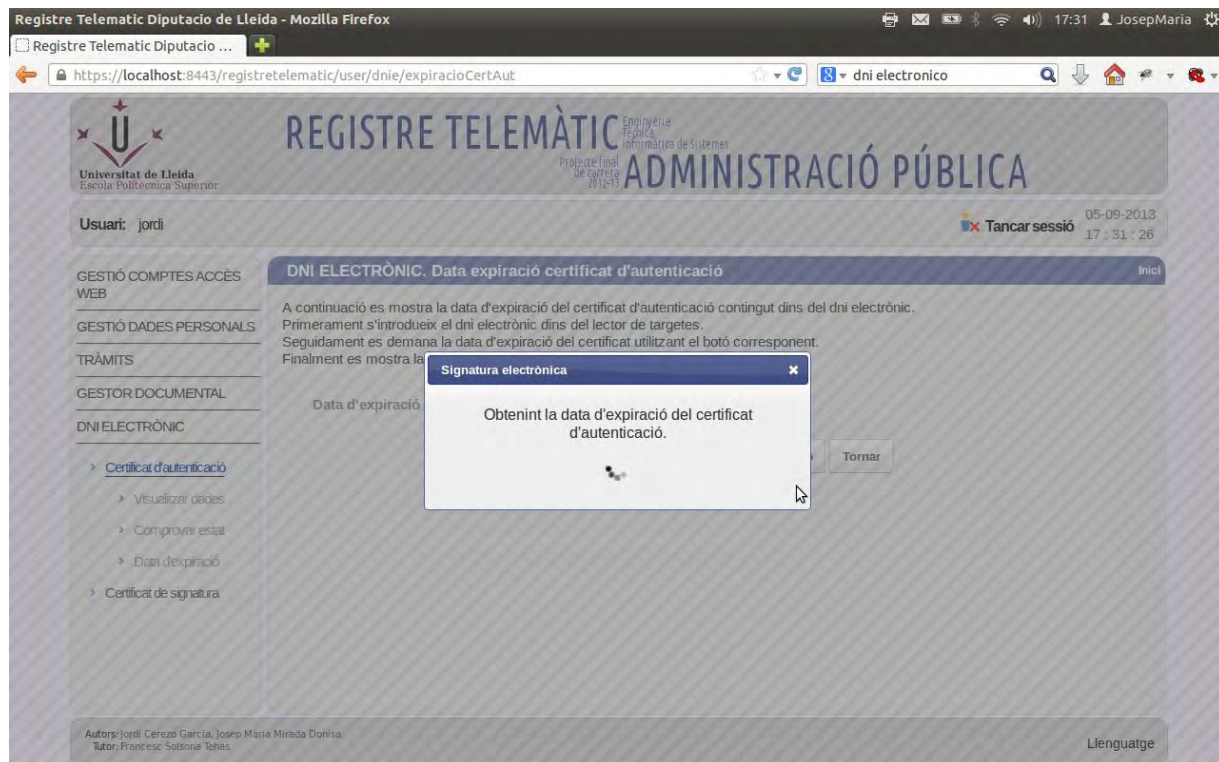 Registre Telematic Diputacio de Lleida - Mozilla Firefox
17:31 JosepMaria
Registre Telematic Diputacio ...
https://localhost:8443/registretelematic/user/dnie/expiracioCertAut
dni electronico
Universitat de Lleida
Escola Politècnica Superior
REGISTRE TELEMÀTIC
Enginyeria
Tècnica
Informàtica de Sistemes
Projecte final
de carrera
2012-13
ADMINISTRACIÓ PÚBLICA
Usuari: jordi
Tancar sessió
05-09-2013
17 : 31 : 26
GESTIÓ COMPTES ACCÈS
WEB
GESTIÓ DADES PERSONALS
TRÀMITS
GESTOR DOCUMENTAL
DNI ELECTRÒNIC
Certificat d'autenticació
Visualitzar dades
Comprovar estat
Data d'expiració
Certificat de signatura
DNI ELECTRÒNIC. Data expiració certificat d'autenticació
Inici
A continuació es mostra la data d'expiració del certificat d'autenticació contingut dins del dni electrònic.
Primerament s'introdueix el dni electrònic dins del lector de targetes.
Seguidament es demana la data d'expiració del certificat utilitzant el botó corresponent.
Finalment es mostra la
Data d'expiració
Signatura electrònica
Obtenint la data d'expiració del certificat
d'autenticació.
Tornar
Autors: Jordi Cerezo Garcia, Josep Maria Mirada Donisa
Tutor: Francesc Solsona Tehas
Llenguatge